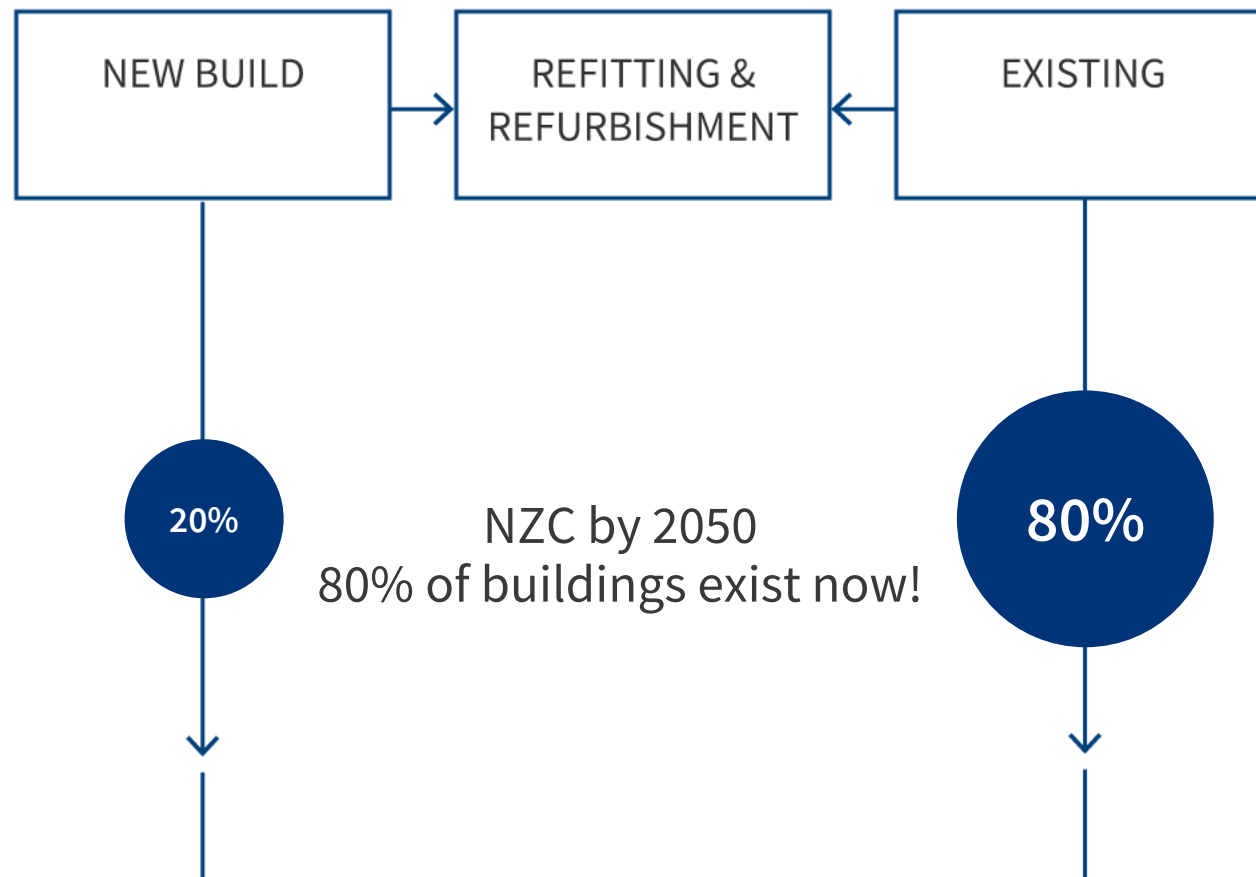 NEW BUILD
REFITTING &
REFURBISHMENT
EXISTING
20%
NZC by 2050
80% of buildings exist now!
80%